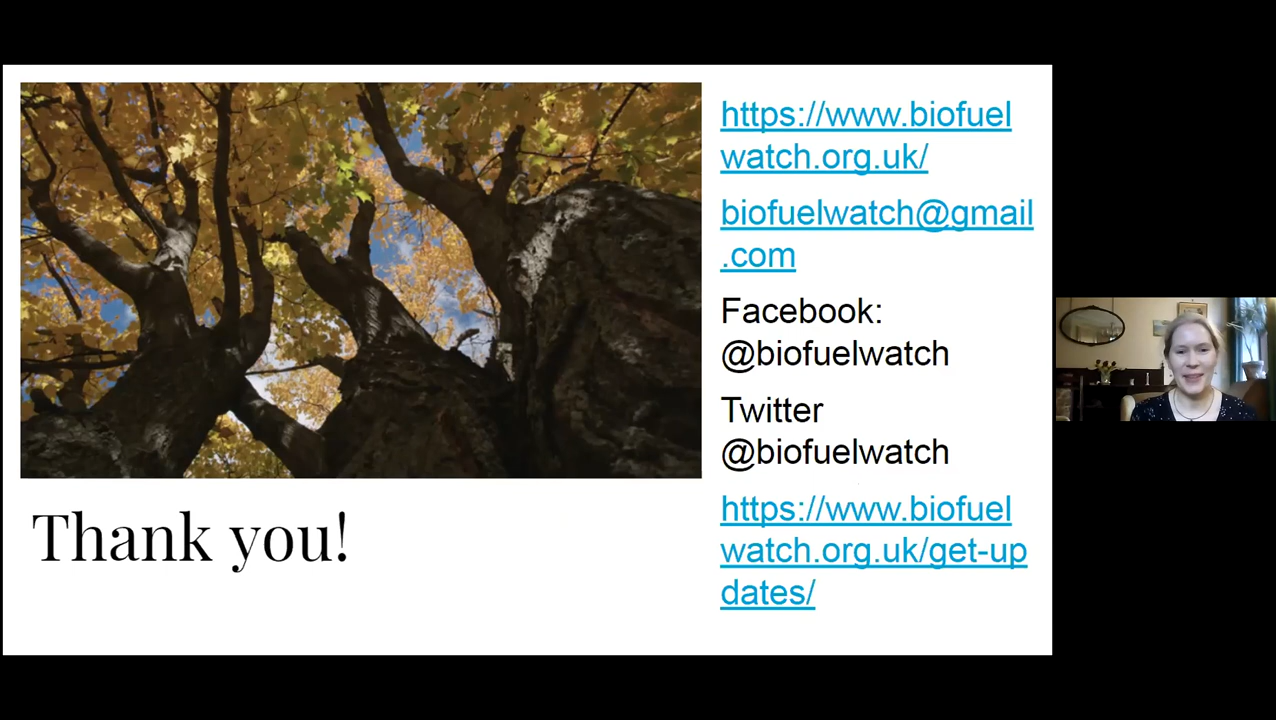 https://www.biofuel
watch.org.uk/
biofuelwatch@gmail
.com
Facebook:
@biofuelwatch
Twitter
@biofuelwatch
https://www.biofuel
watch.org.uk/get-up
dates/
Thank you!